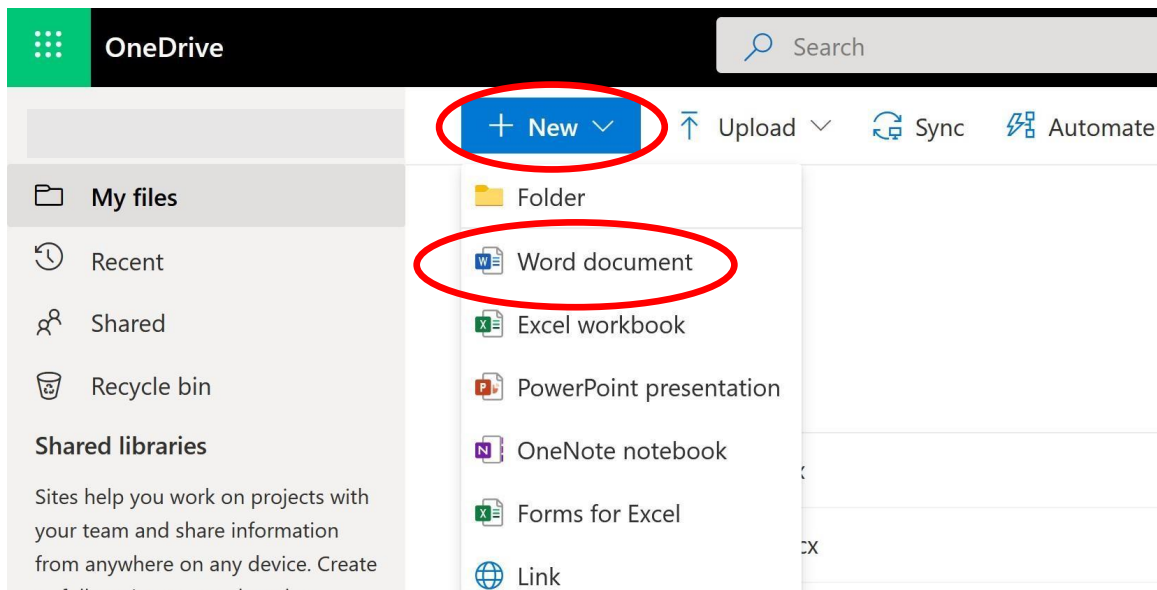 OneDrive
Search
+ New
Upload
Sync
Automate
My files
Recent
Shared
Recycle bin
Shared libraries
Sites help you work on projects with
your team and share information
from anywhere on any device. Create
Folder
Word document
Excel workbook
PowerPoint presentation
OneNote notebook
Forms for Excel
Link
cx